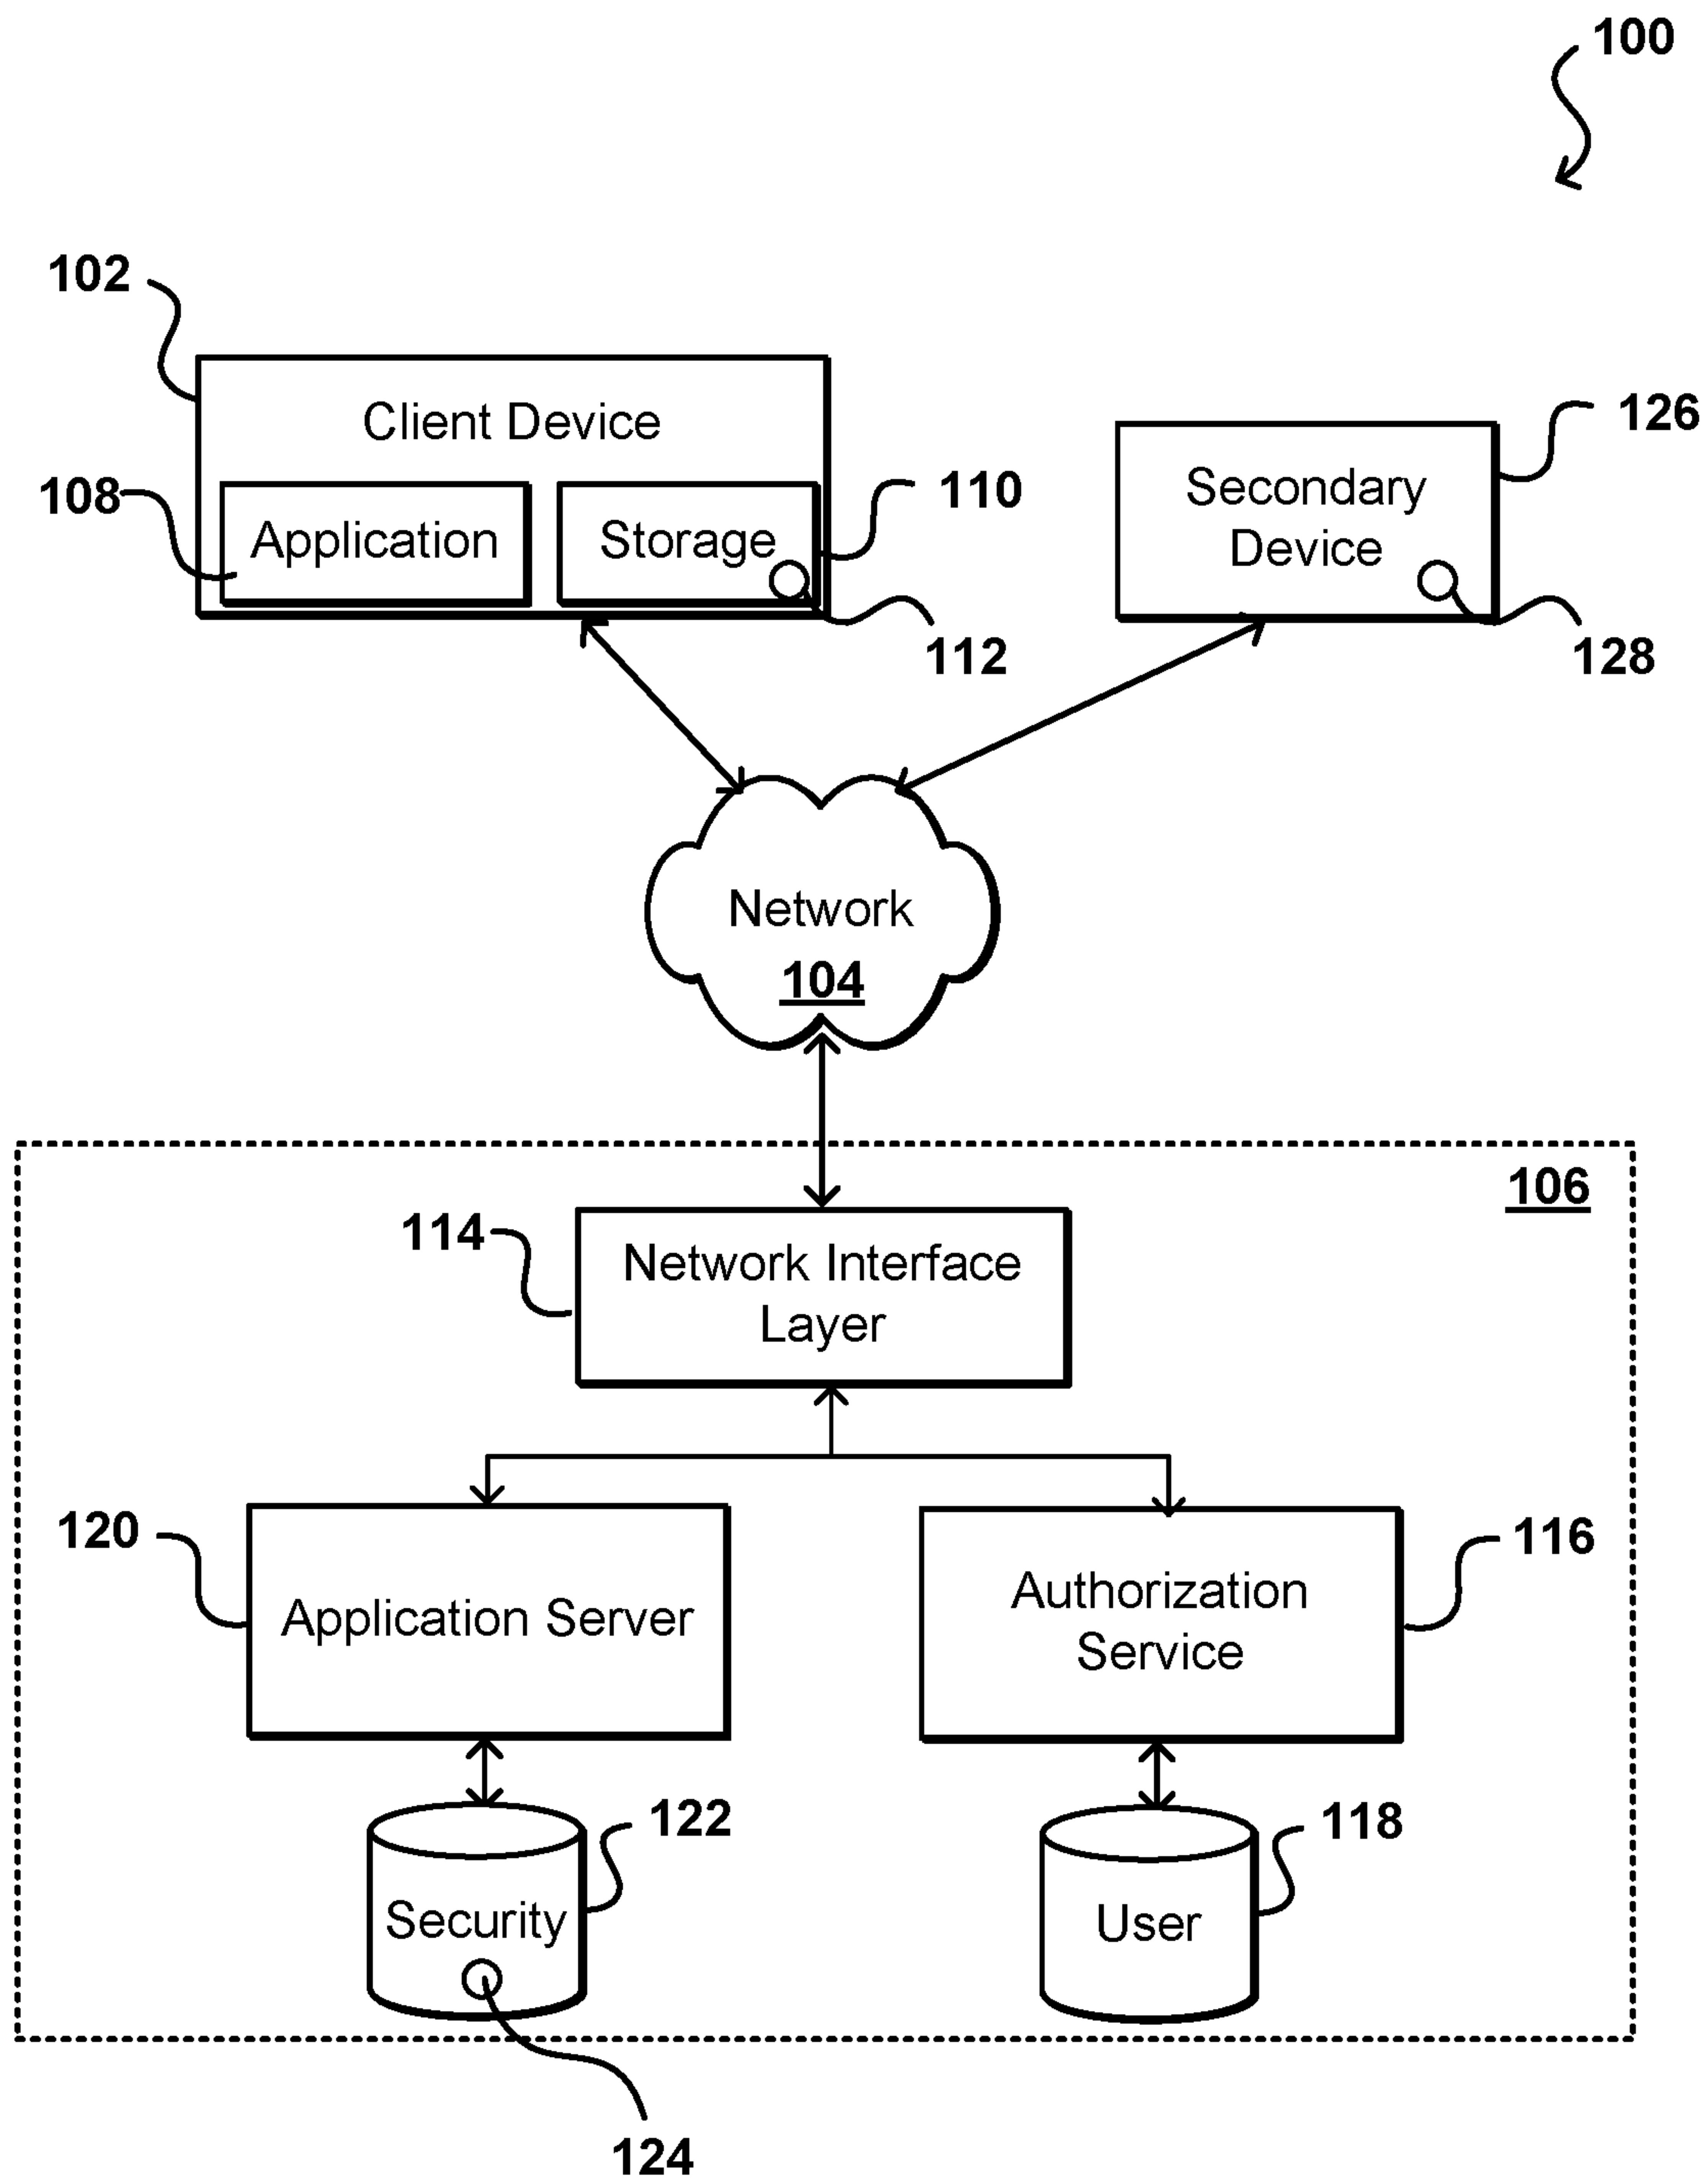 100
102
Client Device
126
108
Application
Storage
110
Secondary
Device
112
128
Network
104
106
114
Network Interface
Layer
120
Application Server
116
Authorization
Service
122
Security
118
User
124